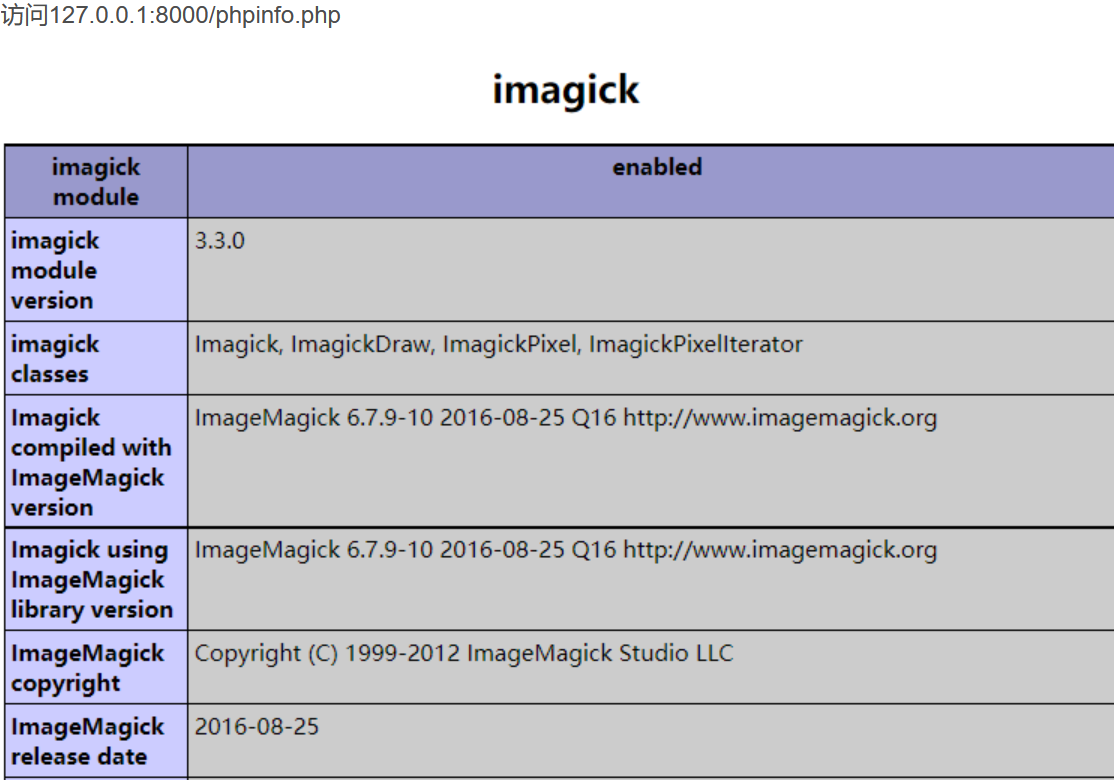 访问127.0.0.1:8000/phpinfo.php
imagick
imagick
module
enabled
imagick
module
version
3.3.0
imagick
classes
Imagick, ImagickDraw, ImagickPixel, ImagickPixelIterator
Imagick
compiled with
ImageMagick
version
ImageMagick 6.7.9-10 2016-08-25 Q16 http://www.imagemagick.org
Imagick using
ImageMagick
library version
ImageMagick 6.7.9-10 2016-08-25 Q16 http://www.imagemagick.org
ImageMagick
copyright
Copyright (C) 1999-2012 ImageMagick Studio LLC
ImageMagick
release date
2016-08-25